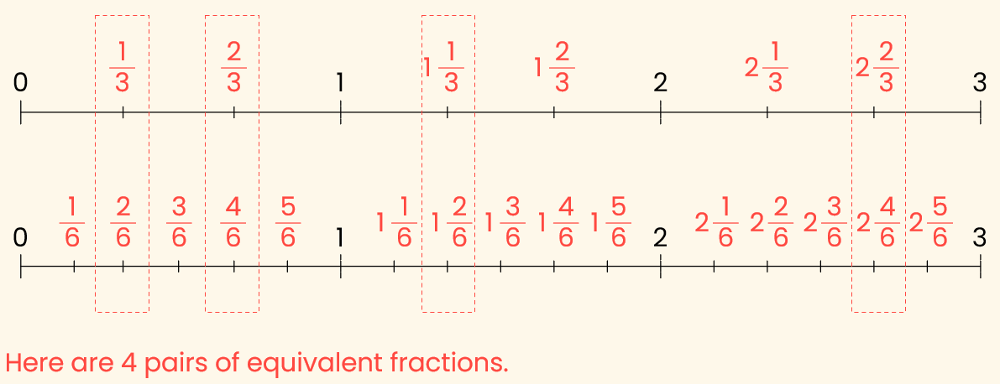 0 1/3 2/3 1 1 1/3 1 2/3 2 2 1/3 2 2/3 3
0 1/6 2/6 3/6 4/6 5/6 1 1 1/6 1 2/6 1 3/6 1 4/6 1 5/6 2 2 1/6 2 2/6 2 3/6 2 4/6 2 5/6 3
Here are 4 pairs of equivalent fractions.